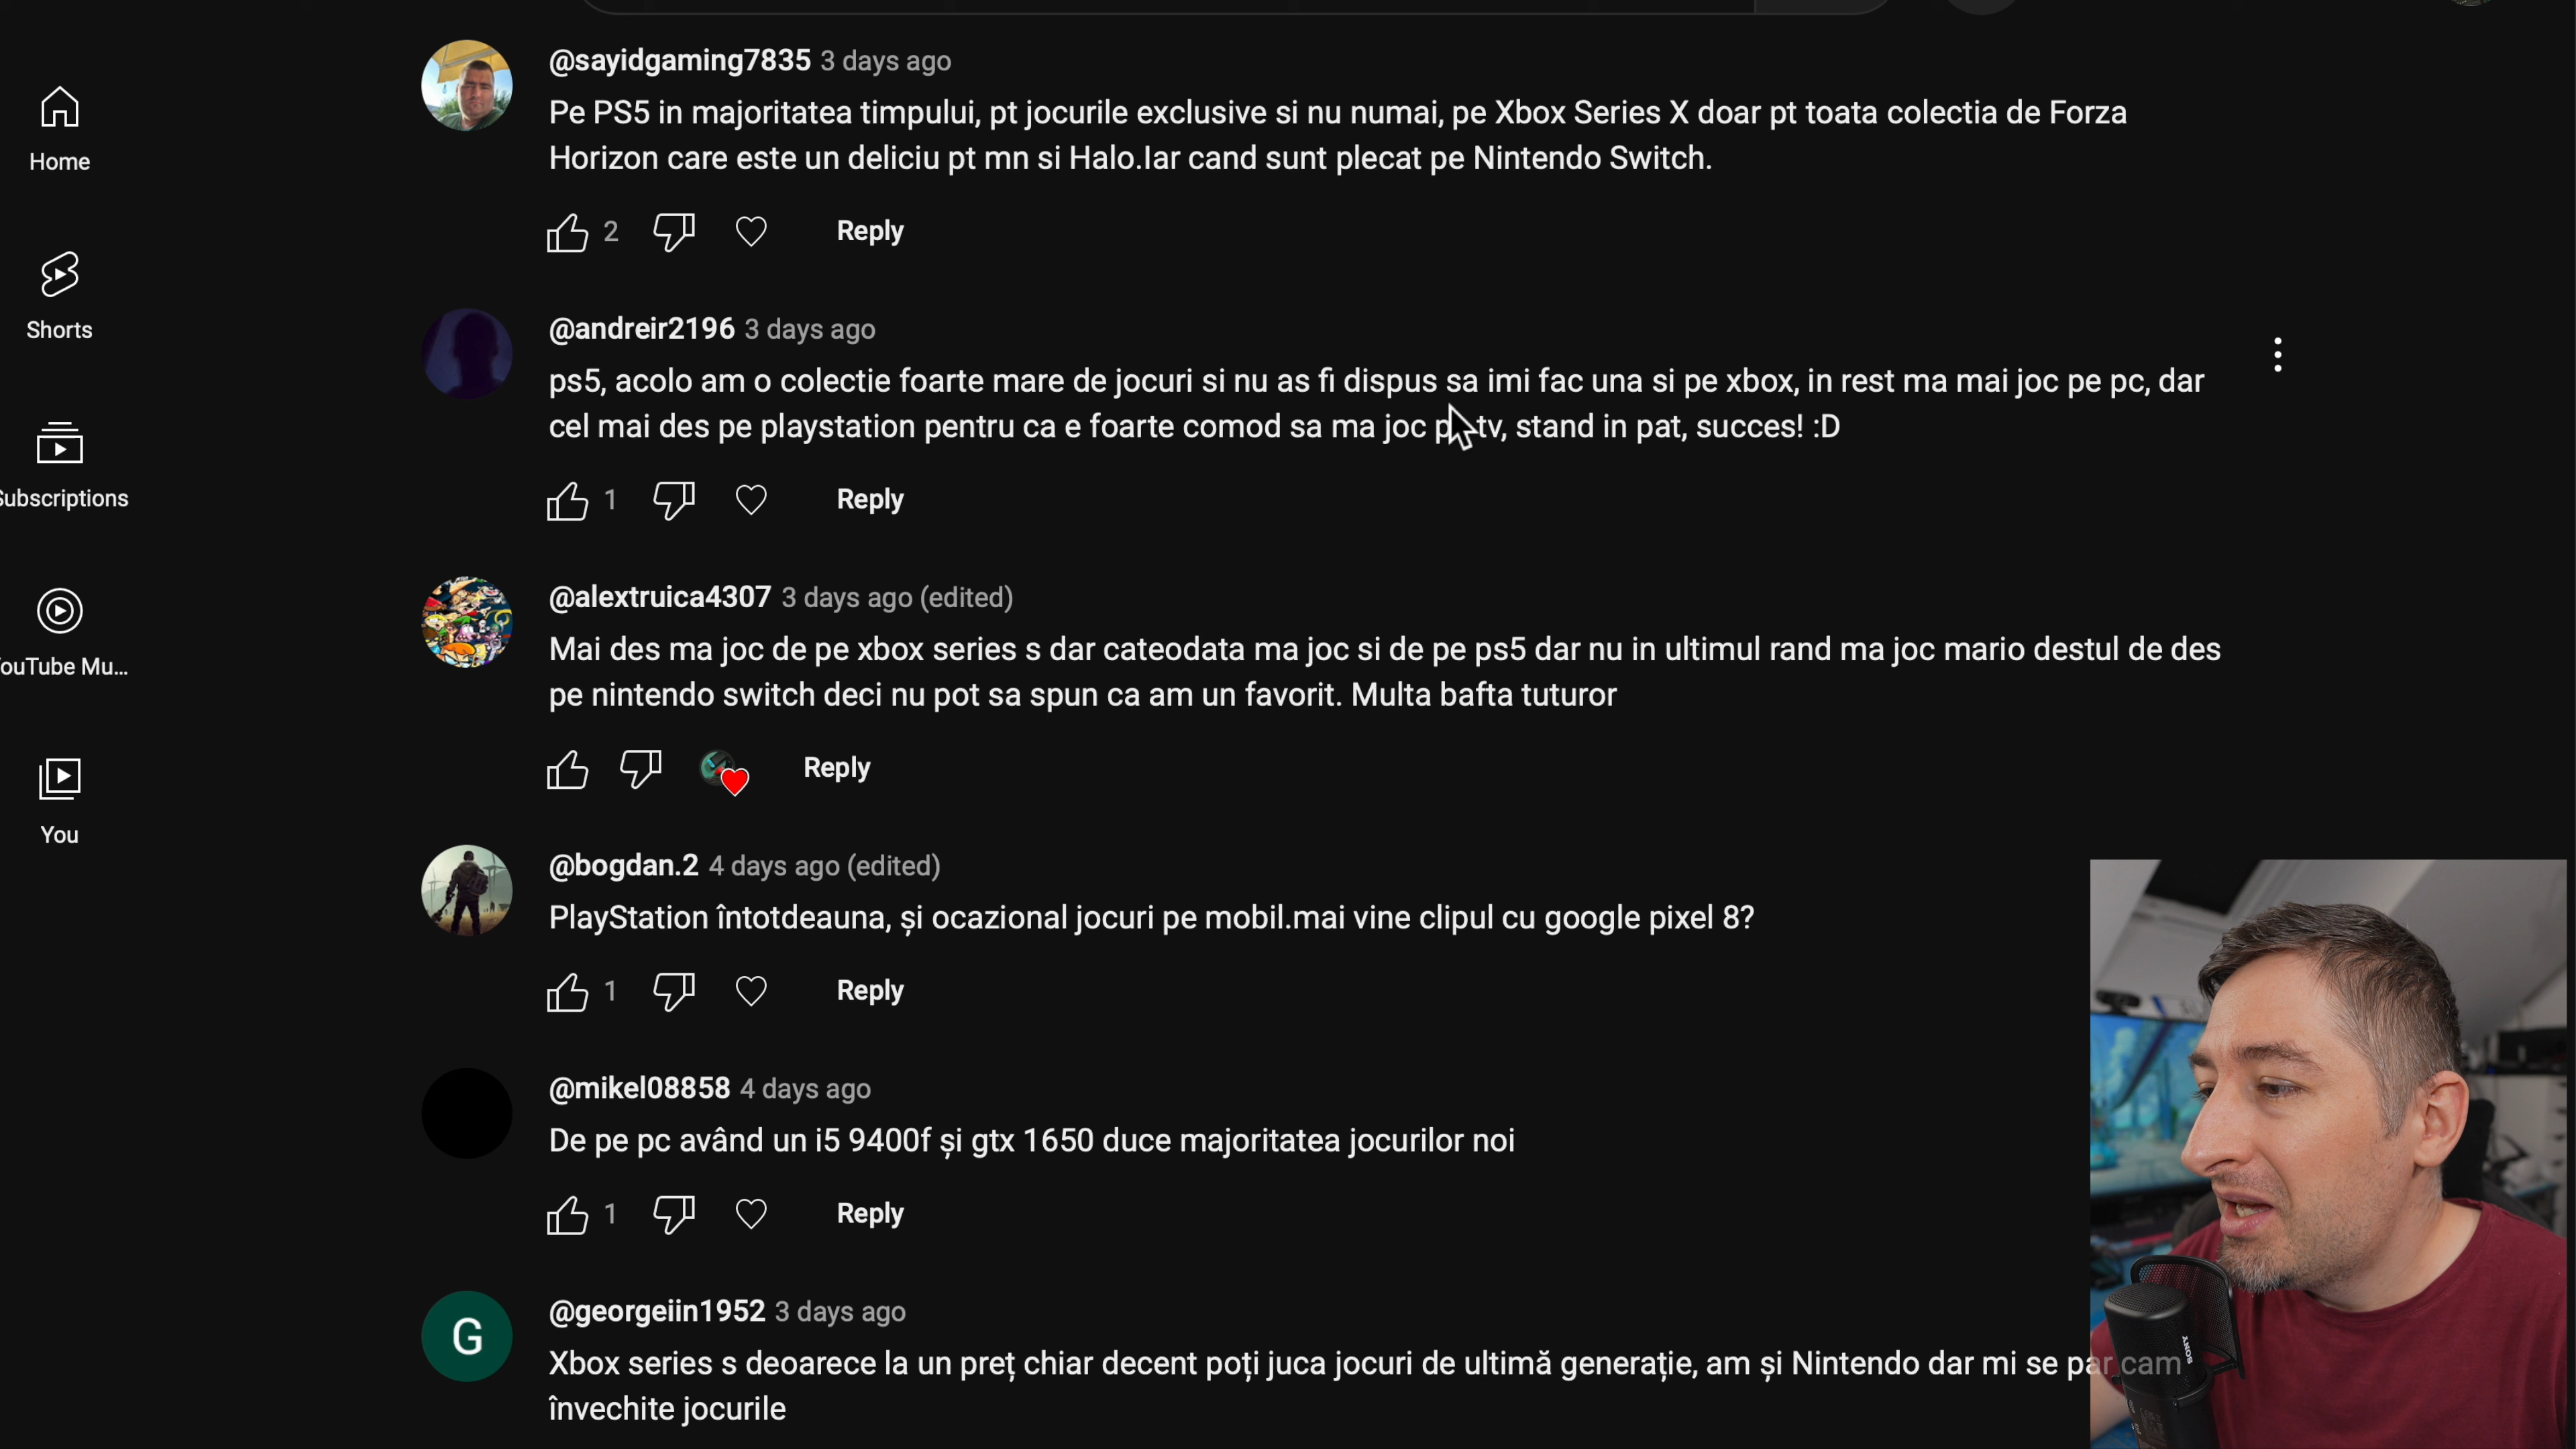 @sayidgaming7835 3 days ago
Pe PS5 in majoritatea timpului, pt jocurile exclusive si nu numai, pe Xbox Series X doar pt toata colectia de Forza
Horizon care este un deliciu pt mn si Halo.Iar cand sunt plecat pe Nintendo Switch.
2 Reply
Home
Shorts
@andreir2196 3 days ago
ps5, acolo am o colectie foarte mare de jocuri si nu as fi dispus sa imi fac una si pe xbox, in rest ma mai joc pe pc, dar
cel mai des pe playstation pentru ca e foarte comod sa ma joc tv, stand in pat, succes! :D
1 Reply
Subscriptions
@alextruica4307 3 days ago (edited)
Mai des ma joc de pe xbox series s dar cateodata ma joc si de pe ps5 dar nu in ultimul rand ma joc mario destul de des
pe nintendo switch deci nu pot sa spun ca am un favorit. Multa bafta tuturor
Reply
ouTube Mu...
You
@bogdan.2 4 days ago (edited)
PlayStation întotdeauna, și ocazional jocuri pe mobil.mai vine clipul cu google pixel 8?
1 Reply
@mikel08858 4 days ago
De pe pc având un i5 9400f și gtx 1650 duce majoritatea jocurilor noi
1 Reply
G
@georgeiin1952 3 days ago
Xbox series s deoarece la un preț chiar decent poți juca jocuri de ultimă generație, am și Nintendo dar mi se par cam
învechite jocurile
SONY